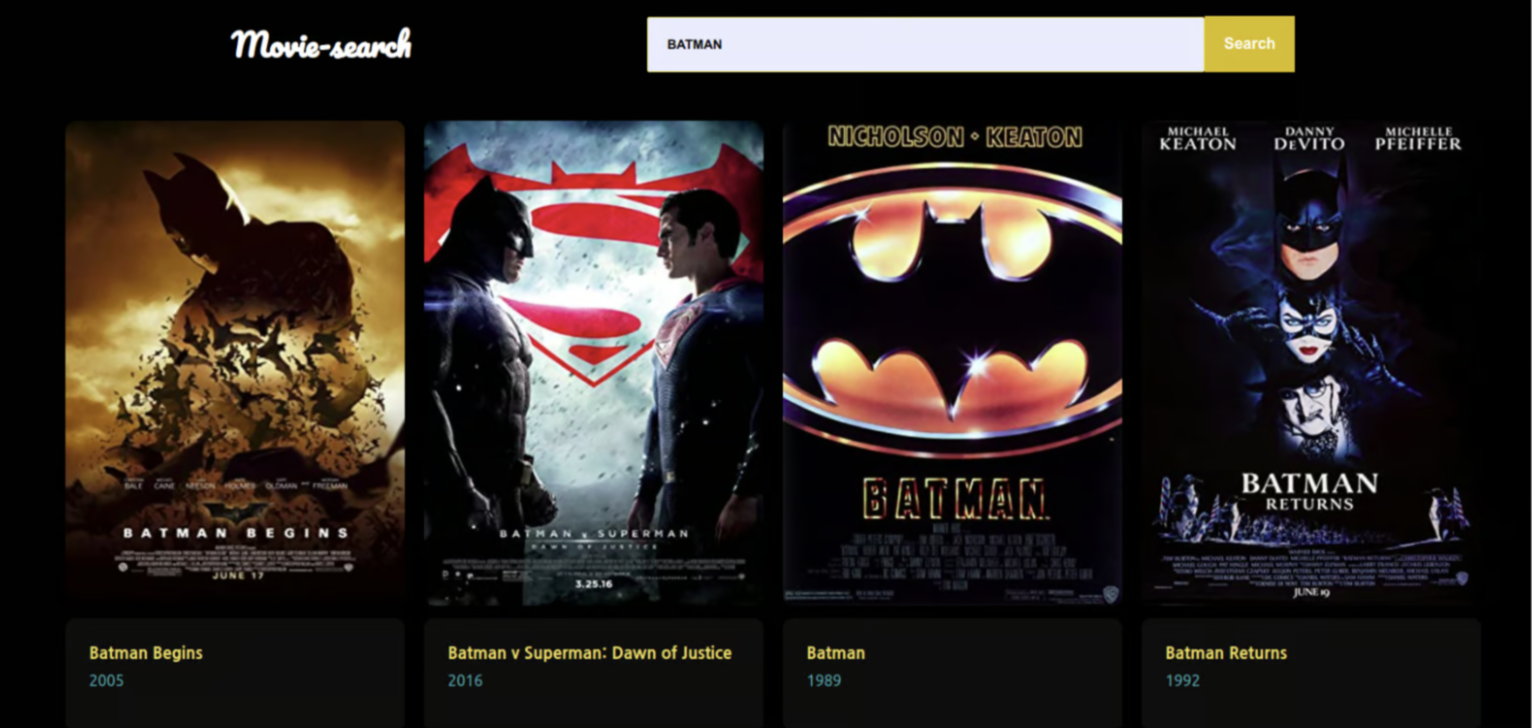 Movie-search
BATMAN
Search
BALE CAINE NEESON HOLMES OLDMAN AND FREEMAN
BATMAN BEGINS
JUNE 17
BATMAN v SUPERMAN
DAWN OF JUSTICE
3.25.16
NICHOLSON • KEATON
BATMAN
MICHAEL KEATON
DANNY DeVITO
MICHELLE PFEIFFER
BATMAN
RETURNS
JUNE 19
Batman Begins
2005
Batman v Superman: Dawn of Justice
2016
Batman
1989
Batman Returns
1992